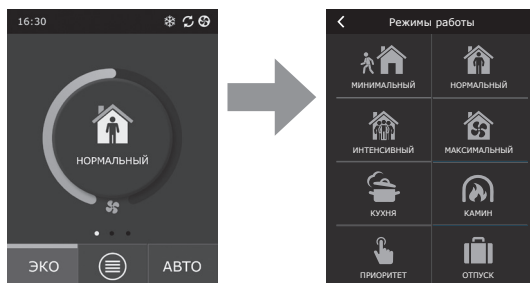 16:30
НОРМАЛЬНЫЙ
ЭКО
АВТО
Режимы работы
МИНИМАЛЬНЫЙ
НОРМАЛЬНЫЙ
ИНТЕНСИВНЫЙ
МАКСИМАЛЬНЫЙ
КУХНЯ
КАМИН
ПРИОРИТЕТ
ОТПУСК